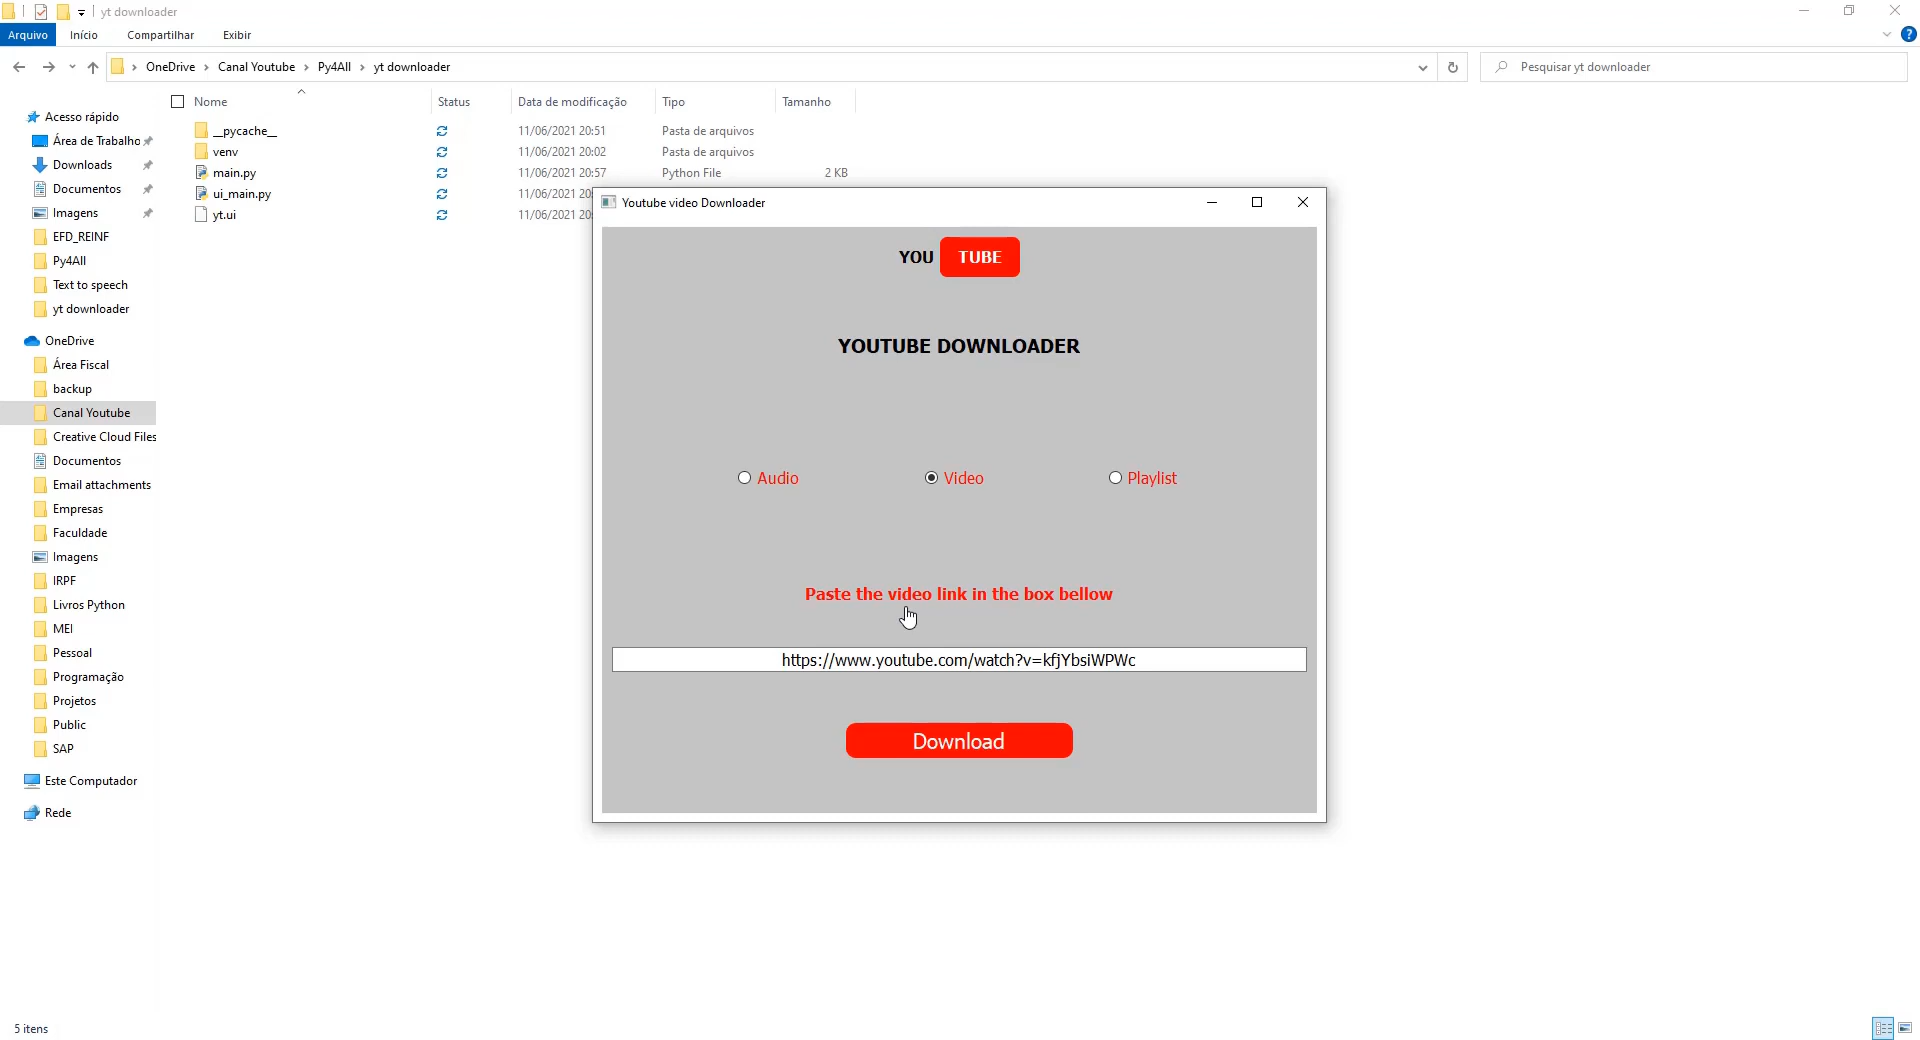 yt downloader
Arquivo Início Compartilhar Exibir
OneDrive Canal Youtube Py4All yt downloader
Pesquisar yt downloader
Nome Status Data de modificação Tipo Tamanho
__pycache__ 11/06/2021 20:51 Pasta de arquivos
venv 11/06/2021 20:02 Pasta de arquivos
main.py 11/06/2021 20:57 Python File 2 KB
ui_main.py 11/06/2021
yt.ui 11/06/2021
Acesso rápido
Área de Trabalho
Downloads
Documentos
Imagens
EFD_REINF
Py4All
Text to speech
yt downloader
OneDrive
Área Fiscal
backup
Canal Youtube
Creative Cloud Files
Documentos
Email attachments
Empresas
Faculdade
Imagens
IRPF
Livros Python
MEI
Pessoal
Programação
Projetos
Public
SAP
Este Computador
Rede
5 itens
Youtube video Downloader
YOU TUBE
YOUTUBE DOWNLOADER
Audio Video Playlist
Paste the video link in the box bellow
https://www.youtube.com/watch?v=kfjYbsiWPWc
Download